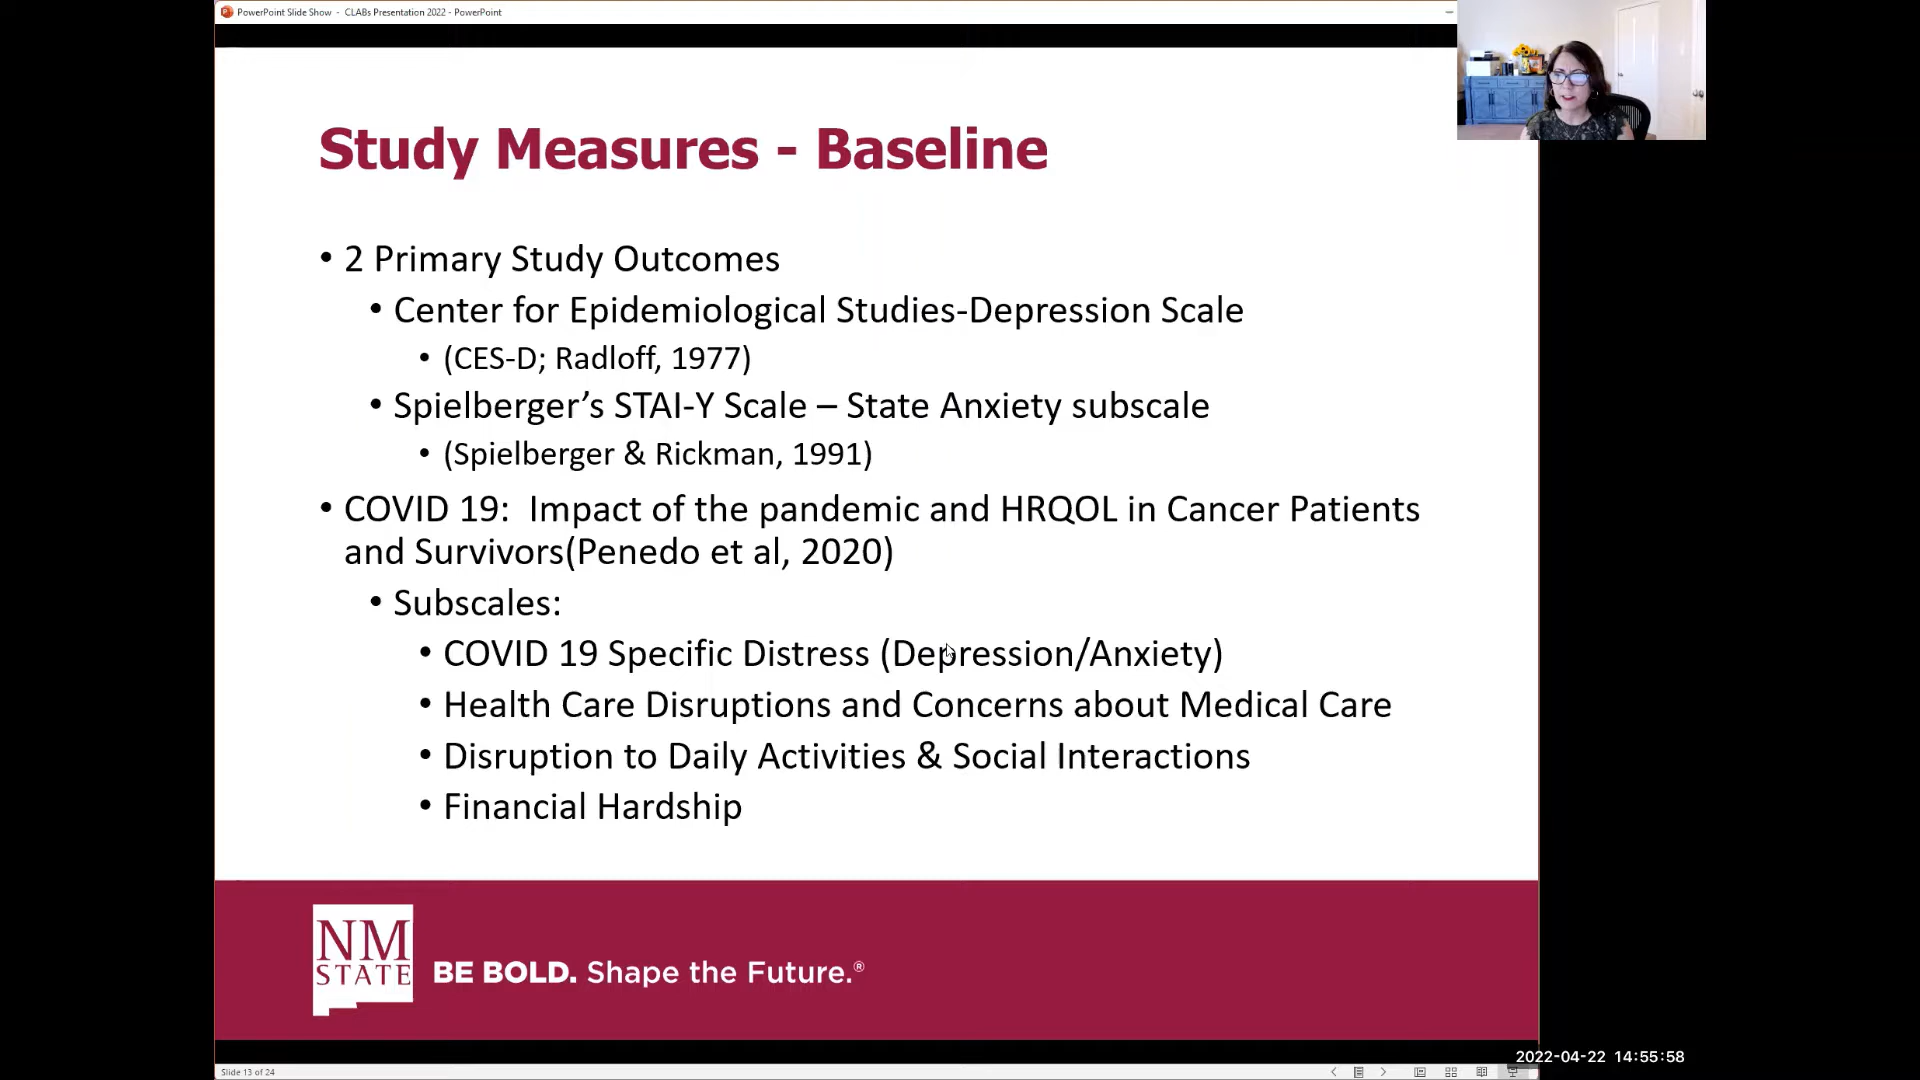 PowerPoint Slide Show - CLABs Presentation 2022 - PowerPoint
Study Measures - Baseline
• 2 Primary Study Outcomes
• Center for Epidemiological Studies-Depression Scale
• (CES-D; Radloff, 1977)
• Spielberger’s STAI-Y Scale – State Anxiety subscale
• (Spielberger & Rickman, 1991)
• COVID 19:  Impact of the pandemic and HRQOL in Cancer Patients
and Survivors(Penedo et al, 2020)
• Subscales:
• COVID 19 Specific Distress (Depression/Anxiety)
• Health Care Disruptions and Concerns about Medical Care
• Disruption to Daily Activities & Social Interactions
• Financial Hardship
NM
STATE
BE BOLD. Shape the Future.®
2022-04-22 14:55:58
Slide 13 of 24